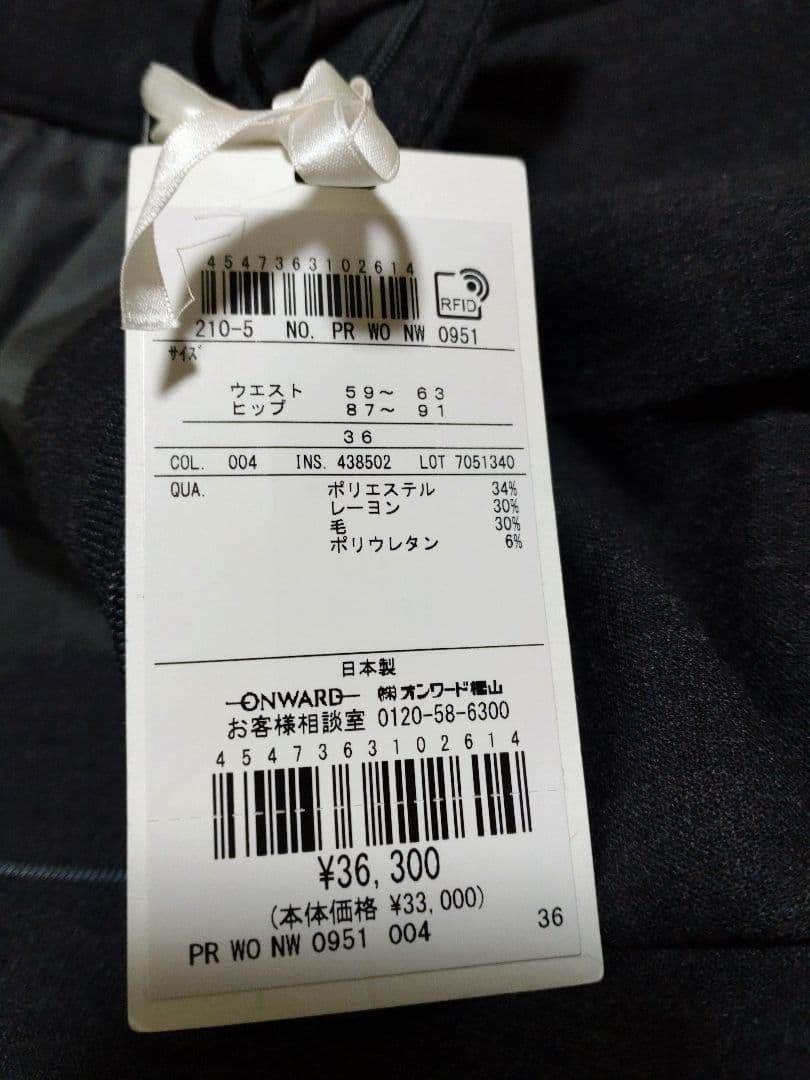 4547363102614
RFID
210-5 NO. PR WO NW 0951
ｻｲｽﾞ
ウエスト 59～ 63
ヒップ 87～ 91
36
COL. 004 INS. 438502 LOT 7051340
QUA. ポリエステル 34%
レーヨン 30%
毛 30%
ポリウレタン 6%
日本製
ONWARD ㈱オンワード樫山
お客様相談室 0120-58-6300
4547363102614
¥36,300
(本体価格 ¥33,000)
PR WO NW 0951 004 36